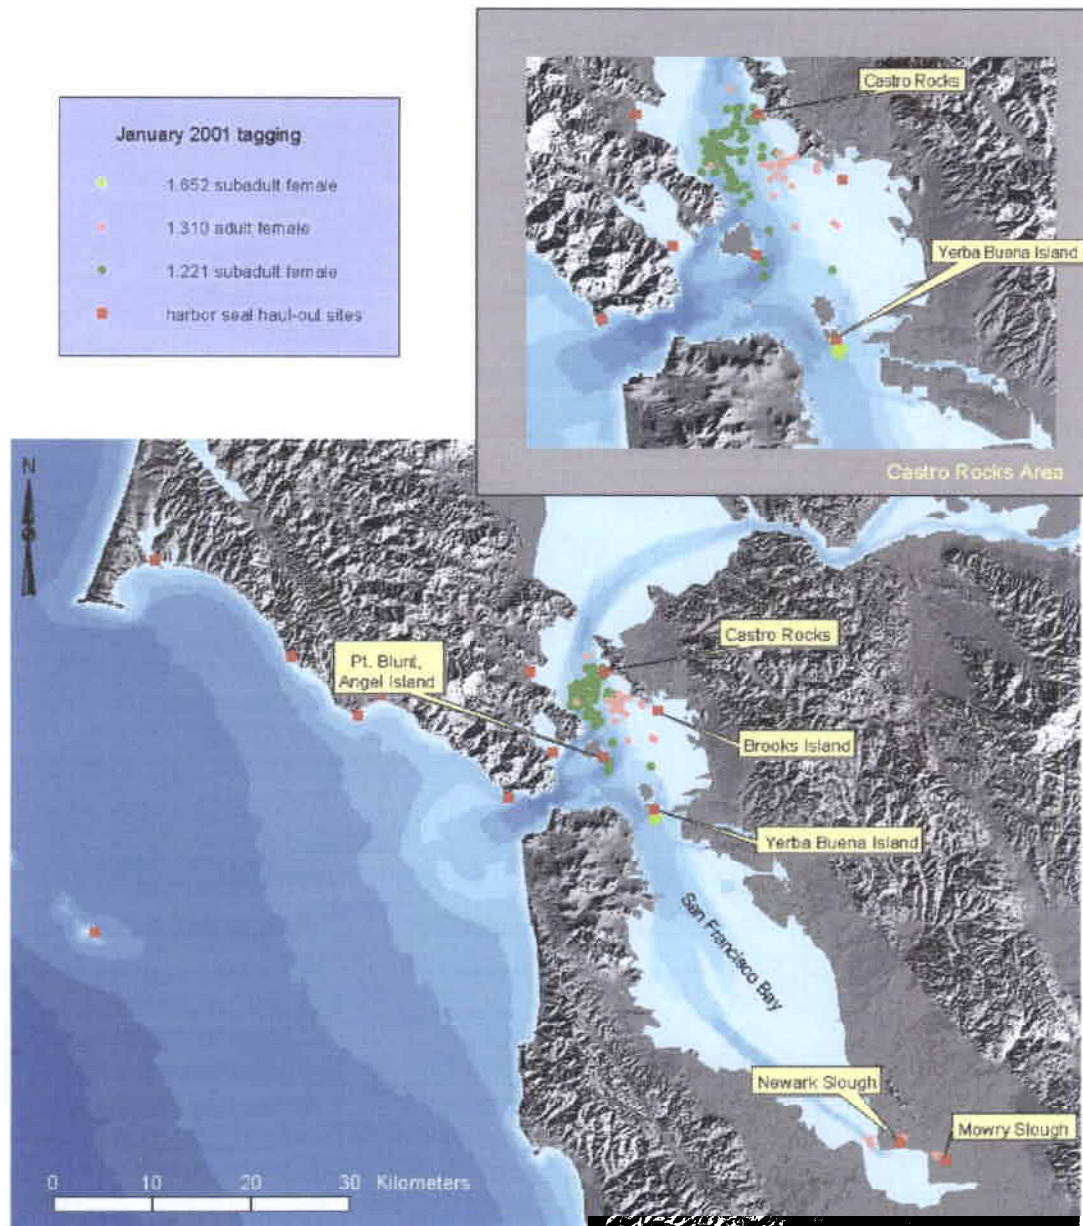 January 2001 tagging
1.652 subadult female
1.310 adult female
1.221 subadult female
harbor seal haul-out sites
Castro Rocks
Yerba Buena Island
Castro Rocks Area
N
Castro Rocks
Pt. Blunt,
Angel Island
Brooks Island
Yerba Buena Island
San Francisco Bay
Newark Slough
Mowry Slough
0 10 20 30 Kilometers